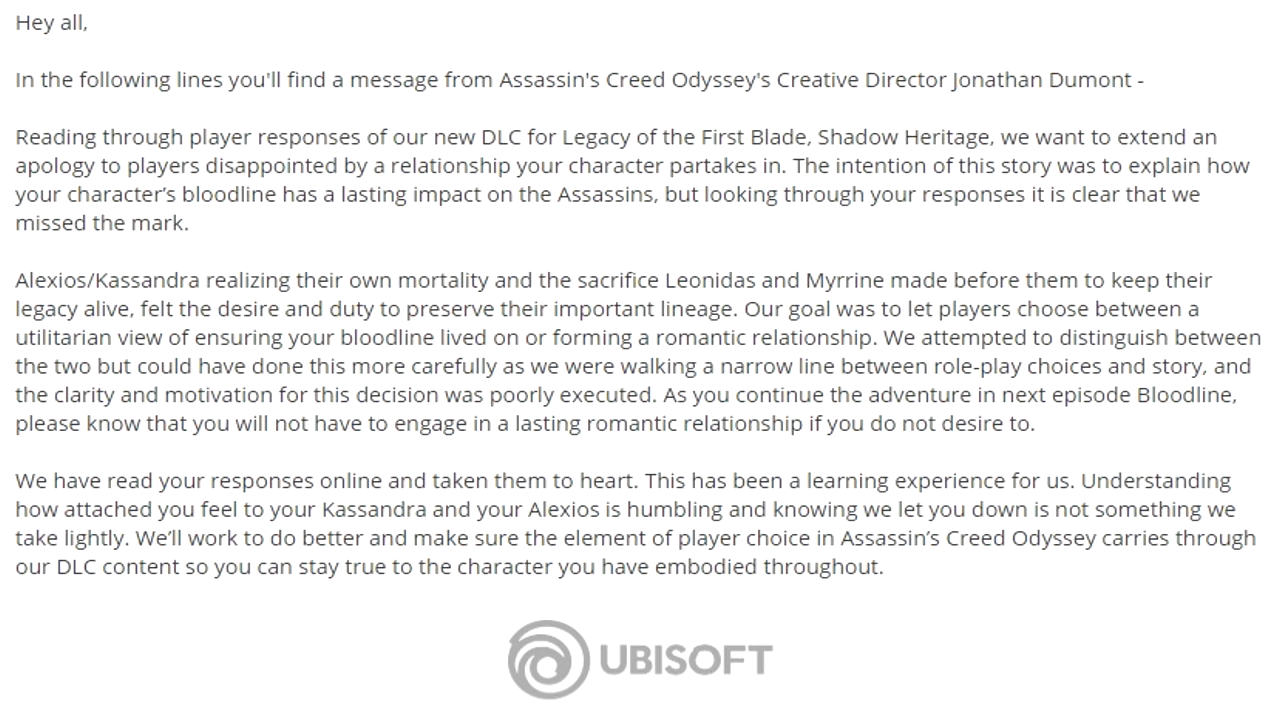 Hey all,
In the following lines you'll find a message from Assassin's Creed Odyssey's Creative Director Jonathan Dumont -
Reading through player responses of our new DLC for Legacy of the First Blade, Shadow Heritage, we want to extend an
apology to players disappointed by a relationship your character partakes in. The intention of this story was to explain how
your character’s bloodline has a lasting impact on the Assassins, but looking through your responses it is clear that we
missed the mark.
Alexios/Kassandra realizing their own mortality and the sacrifice Leonidas and Myrrine made before them to keep their
legacy alive, felt the desire and duty to preserve their important lineage. Our goal was to let players choose between a
utilitarian view of ensuring your bloodline lived on or forming a romantic relationship. We attempted to distinguish between
the two but could have done this more carefully as we were walking a narrow line between role-play choices and story, and
the clarity and motivation for this decision was poorly executed. As you continue the adventure in next episode Bloodline,
please know that you will not have to engage in a lasting romantic relationship if you do not desire to.
We have read your responses online and taken them to heart. This has been a learning experience for us. Understanding
how attached you feel to your Kassandra and your Alexios is humbling and knowing we let you down is not something we
take lightly. We’ll work to do better and make sure the element of player choice in Assassin’s Creed Odyssey carries through
our DLC content so you can stay true to the character you have embodied throughout.
UBISOFT